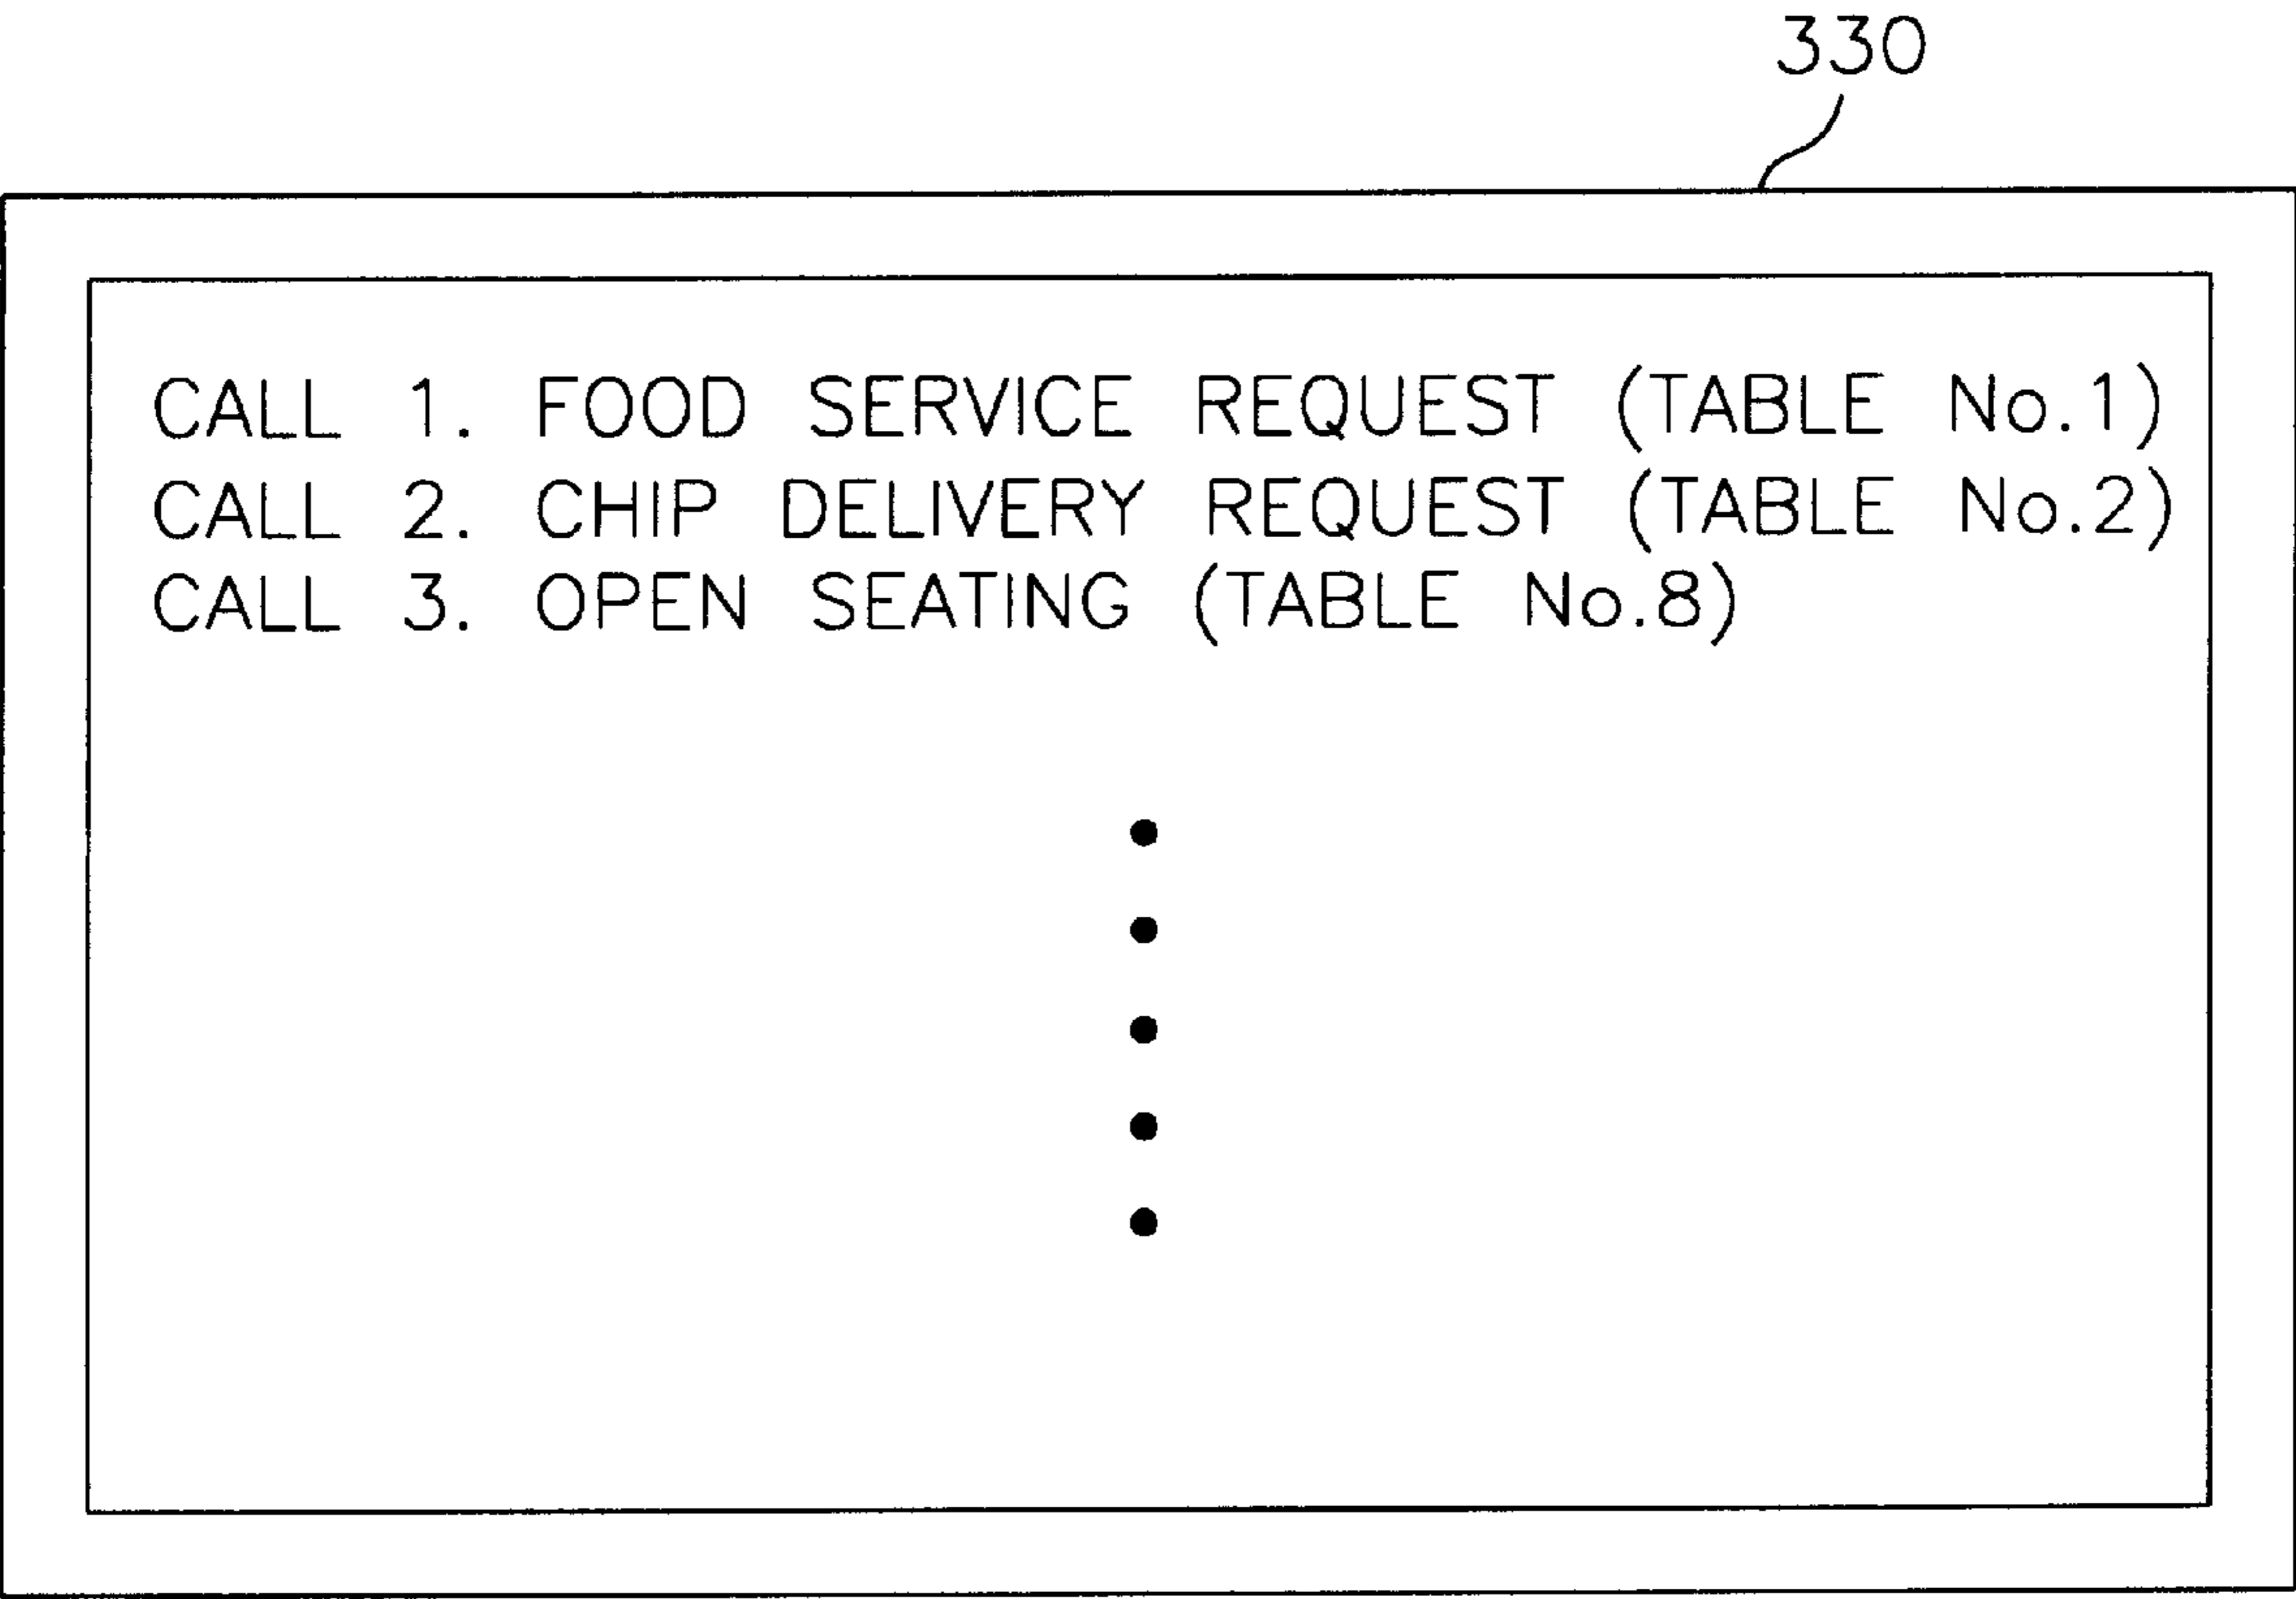 330
CALL 1. FOOD SERVICE REQUEST (TABLE No.1)
CALL 2. CHIP DELIVERY REQUEST (TABLE No.2)
CALL 3. OPEN SEATING (TABLE No.8)